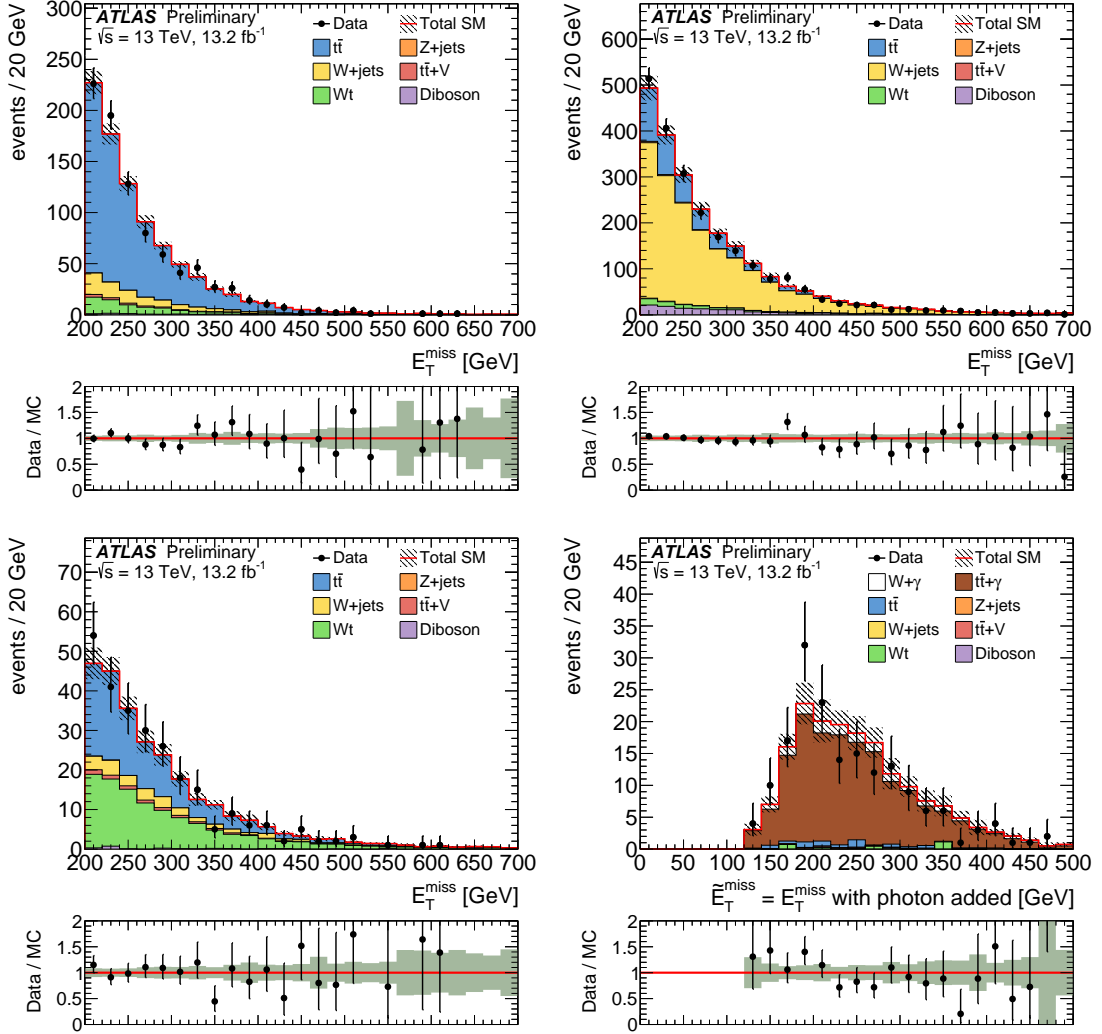 ATLAS Preliminary
√s = 13 TeV, 13.2 fb⁻¹
Data
Total SM
tt̄
Z+jets
W+jets
tt̄+V
Wt
Diboson
events / 20 GeV
300
250
200
150
100
50
0
200 250 300 350 400 450 500 550 600 650 700
E_T^miss [GeV]
Data / MC
2
1.5
1
0.5
0
ATLAS Preliminary
√s = 13 TeV, 13.2 fb⁻¹
Data
Total SM
tt̄
Z+jets
W+jets
tt̄+V
Wt
Diboson
events / 20 GeV
600
500
400
300
200
100
0
200 250 300 350 400 450 500 550 600 650 700
E_T^miss [GeV]
Data / MC
2
1.5
1
0.5
0
ATLAS Preliminary
√s = 13 TeV, 13.2 fb⁻¹
Data
Total SM
tt̄
Z+jets
W+jets
tt̄+V
Wt
Diboson
events / 20 GeV
70
60
50
40
30
20
10
0
200 250 300 350 400 450 500 550 600 650 700
E_T^miss [GeV]
Data / MC
2
1.5
1
0.5
0
ATLAS Preliminary
√s = 13 TeV, 13.2 fb⁻¹
Data
Total SM
W+γ
tt̄+γ
tt̄
Z+jets
W+jets
tt̄+V
Wt
Diboson
events / 20 GeV
45
40
35
30
25
20
15
10
5
0
0 50 100 150 200 250 300 350 400 450 500
Ẽ_T^miss = E_T^miss with photon added [GeV]
Data / MC
2
1.5
1
0.5
0